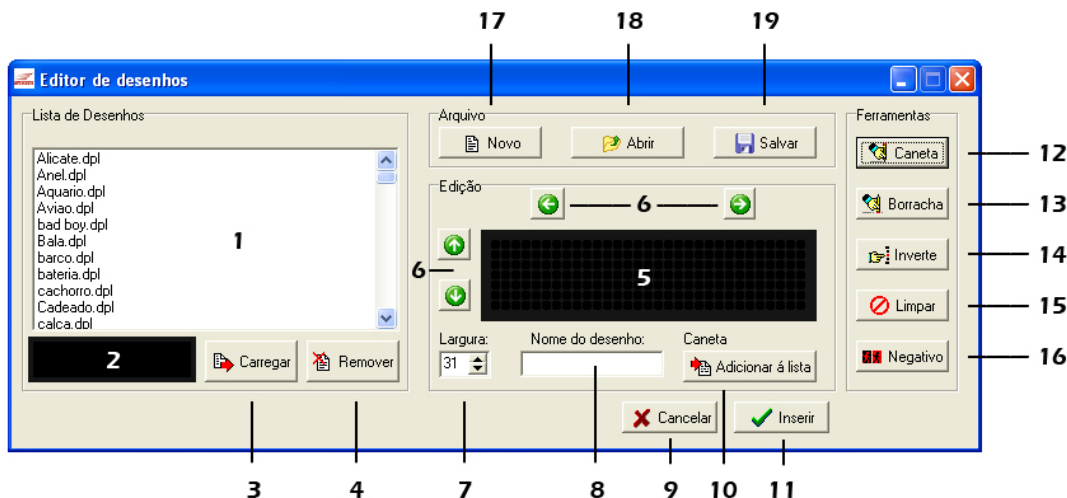 17 18 19
Editor de desenhos
Lista de Desenhos
Arquivo
Ferramentas
Novo
Abrir
Salvar
Caneta
12
Alicate.dpl
Anel.dpl
Aquario.dpl
Aviao.dpl
bad boy.dpl
Bala.dpl
barco.dpl
bateria.dpl
cachorro.dpl
Cadeado.dpl
calca.dpl
1
Edição
6
6
5
Borracha
13
Inverte
14
Limpar
15
Negativo
16
2
Carregar
Remover
Largura:
31
Nome do desenho:
Caneta
Adicionar á lista
Cancelar
Inserir
3 4 7 8 9 10 11